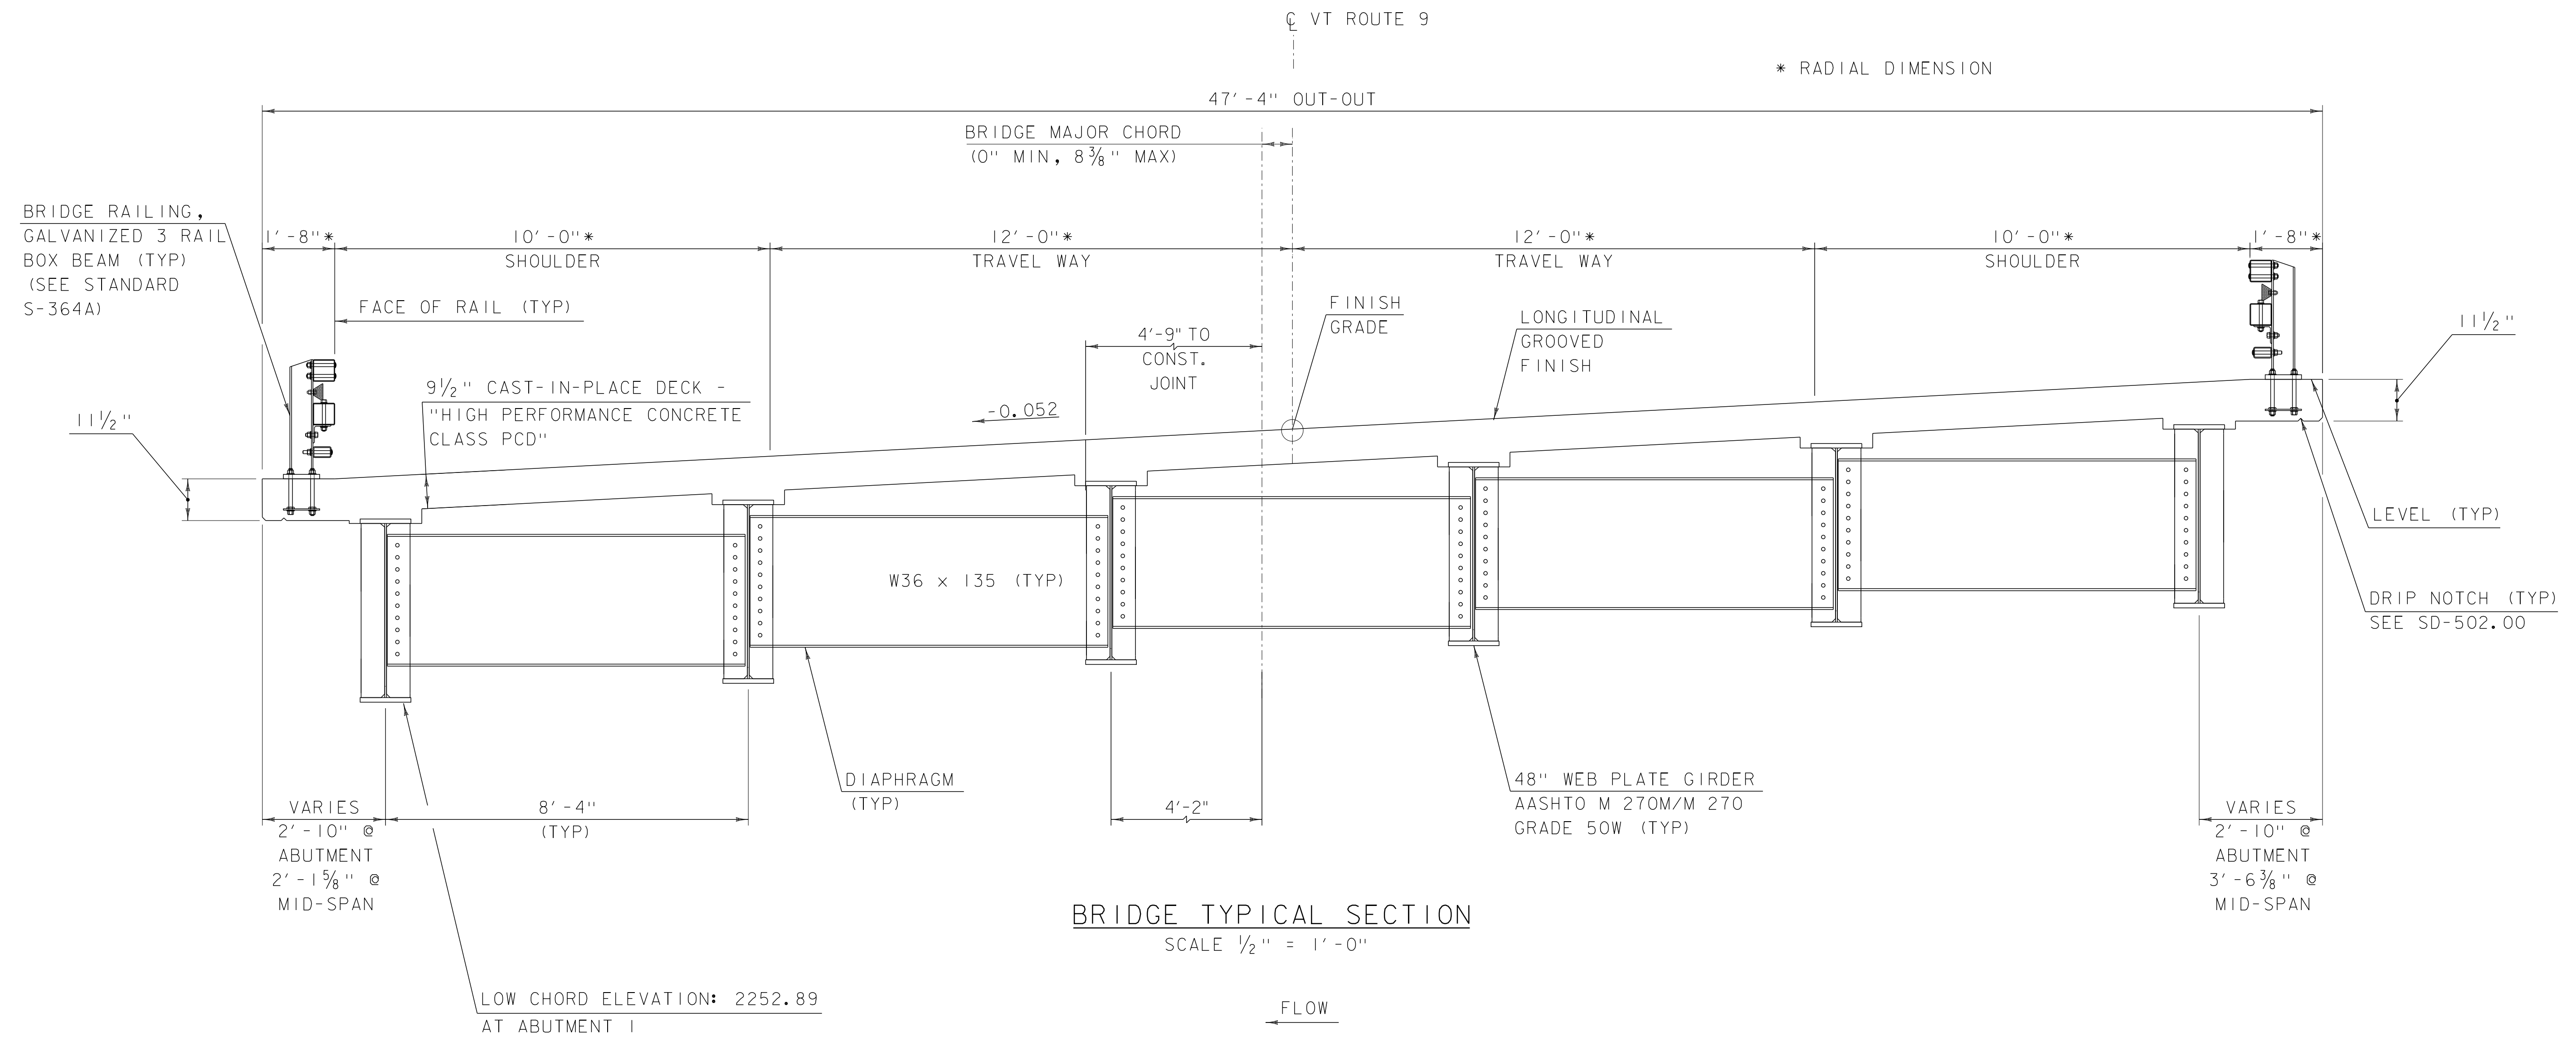 ℄ VT ROUTE 9
* RADIAL DIMENSION
47'-4" OUT-OUT
BRIDGE MAJOR CHORD
(0" MIN, 8⅜" MAX)
BRIDGE RAILING,
GALVANIZED 3 RAIL
BOX BEAM (TYP)
(SEE STANDARD
S-364A)
1'-8"*
10'-0"*
SHOULDER
12'-0"*
TRAVEL WAY
12'-0"*
TRAVEL WAY
10'-0"*
SHOULDER
1'-8"*
FACE OF RAIL (TYP)
4'-9" TO
CONST.
JOINT
FINISH
GRADE
LONGITUDINAL
GROOVED
FINISH
11½"
9½" CAST-IN-PLACE DECK -
"HIGH PERFORMANCE CONCRETE
CLASS PCD"
-0.052
11½"
LEVEL (TYP)
W36 x 135 (TYP)
DRIP NOTCH (TYP)
SEE SD-502.00
DIAPHRAGM
(TYP)
48" WEB PLATE GIRDER
AASHTO M 270M/M 270
GRADE 50W (TYP)
VARIES
2'-10" @
ABUTMENT
2'-1⅝" @
MID-SPAN
8'-4"
(TYP)
4'-2"
VARIES
2'-10" @
ABUTMENT
3'-6⅜" @
MID-SPAN
BRIDGE TYPICAL SECTION
SCALE ½" = 1'-0"
LOW CHORD ELEVATION: 2252.89
AT ABUTMENT 1
FLOW